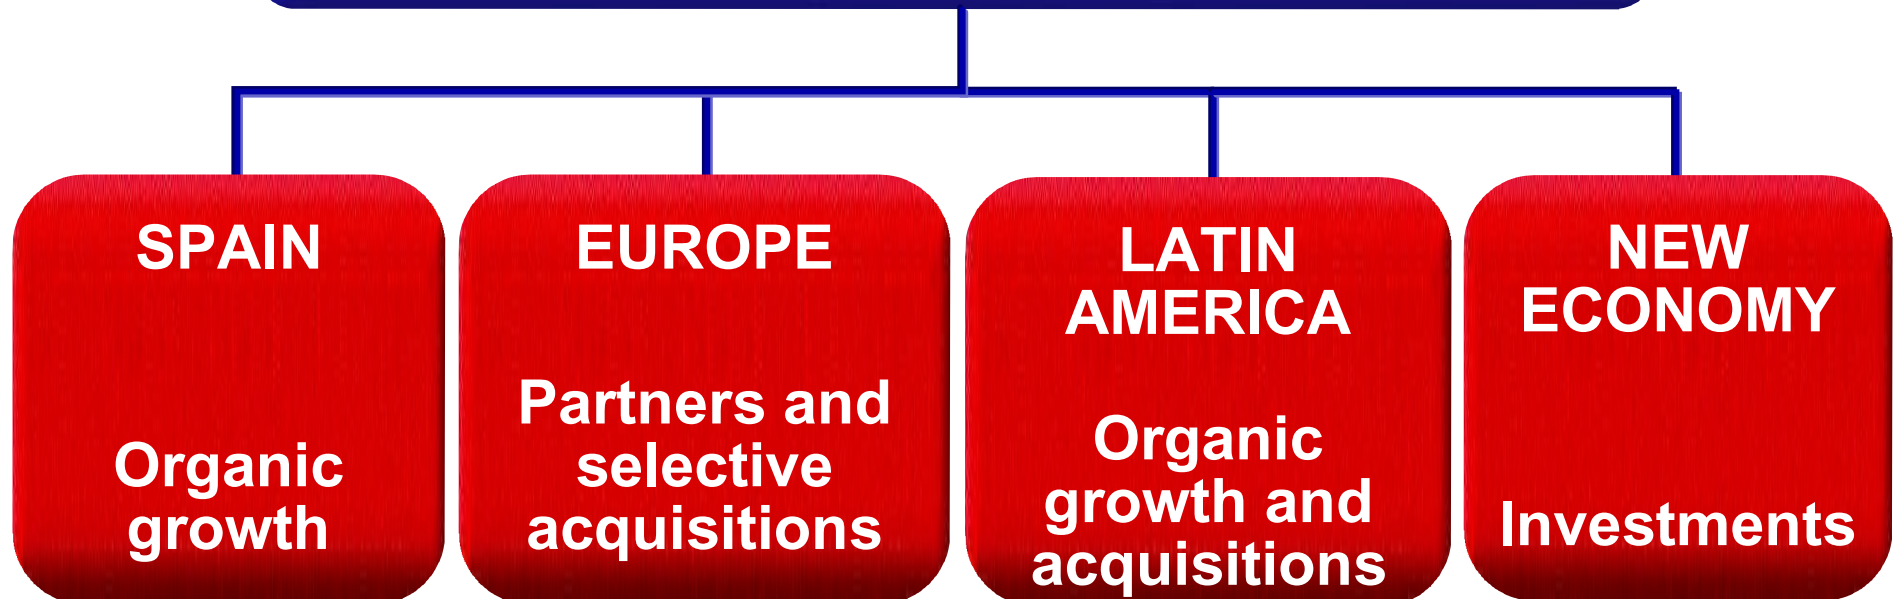 SPAIN
Organic
growth
EUROPE
Partners and
selective
acquisitions
LATIN
AMERICA
Organic
growth and
acquisitions
NEW
ECONOMY
Investments